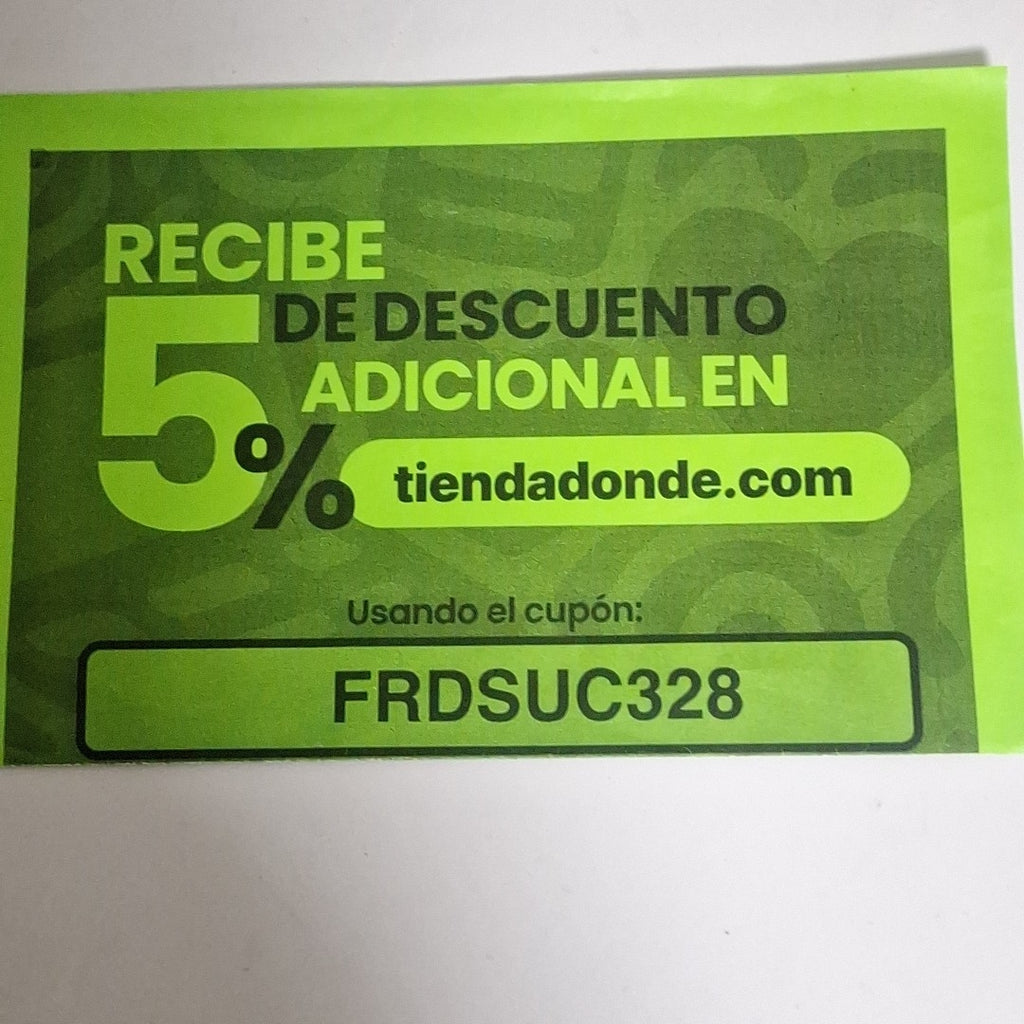 RECIBE
5% DE DESCUENTO
ADICIONAL EN
tiendadonde.com
Usando el cupón:
FRDSUC328